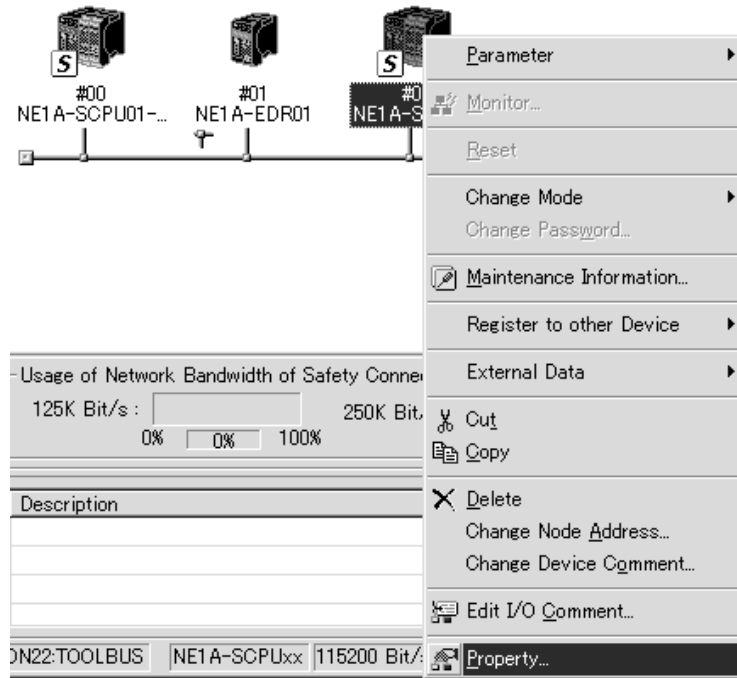 S
S
#00
#01
#0
NE1A-SCPU01-...
NE1A-EDR01
NE1A-S
Parameter
Monitor...
Reset
Change Mode
Change Password...
Maintenance Information...
Register to other Device
External Data
Cut
Copy
Delete
Change Node Address...
Change Device Comment...
Edit I/O Comment...
Property...
Usage of Network Bandwidth of Safety Conne
125K Bit/s :
250K Bit/
0%
0%
100%
Description
ON22:TOOLBUS
NE1A-SCPUxx
115200 Bit/